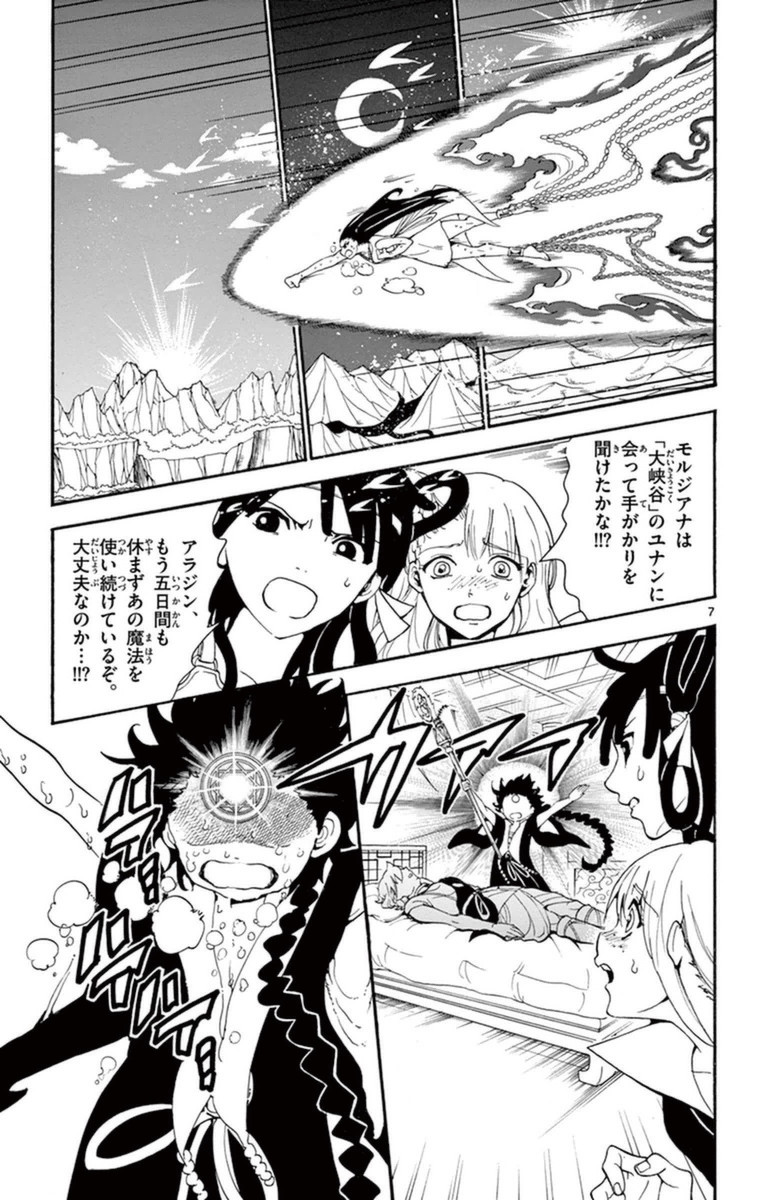 モルジアナは
「大峡谷」のユナンに
会って手がかりを
聞けたかな!!?
アラジン、
もう五日間も
休まずあの魔法を
使い続けているぞ。
大丈夫なのか…!!?
7
カァァァ